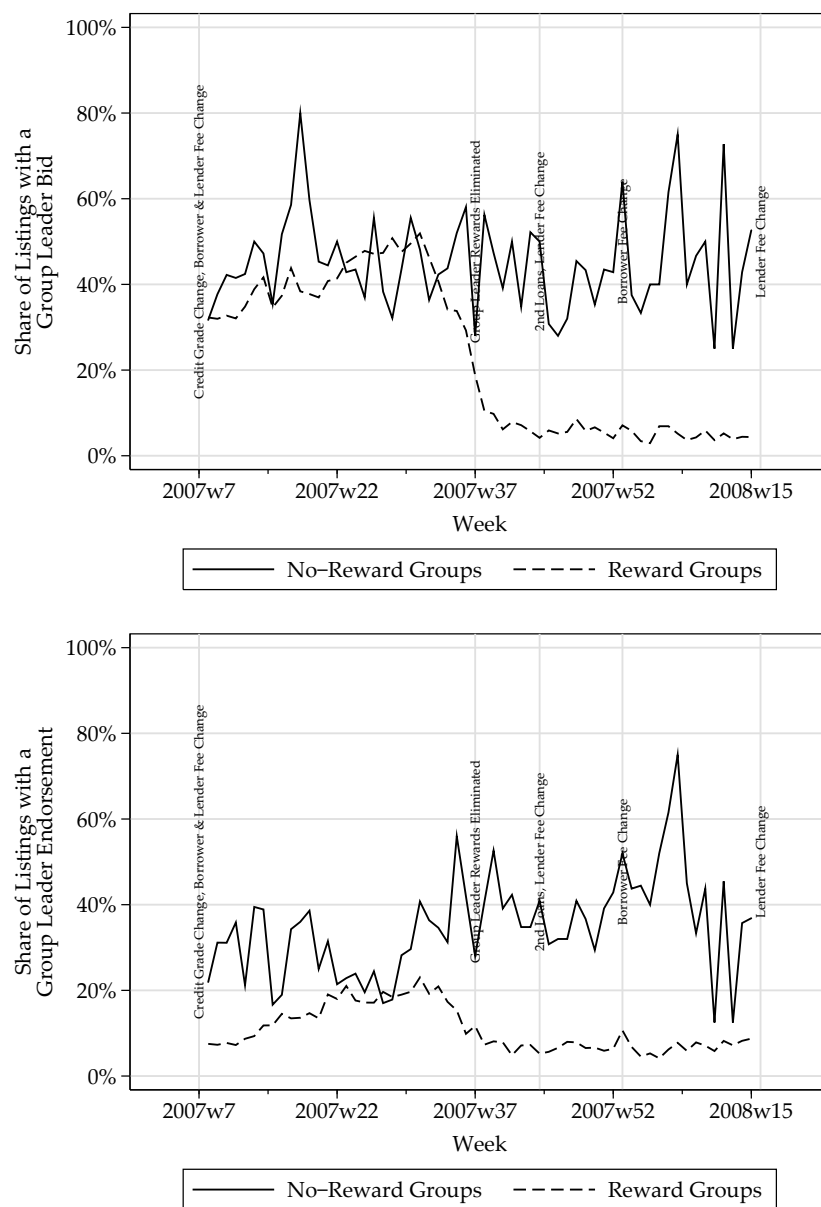 100%
80%
60%
40%
20%
0%
Share of Listings with a
Group Leader Bid
Credit Grade Change, Borrower & Lender Fee Change
Group Leader Rewards Eliminated
2nd Loans, Lender Fee Change
Borrower Fee Change
Lender Fee Change
2007w7 2007w22 2007w37 2007w52 2008w15
Week
No−Reward Groups Reward Groups
100%
80%
60%
40%
20%
0%
Share of Listings with a
Group Leader Endorsement
Credit Grade Change, Borrower & Lender Fee Change
Group Leader Rewards Eliminated
2nd Loans, Lender Fee Change
Borrower Fee Change
Lender Fee Change
2007w7 2007w22 2007w37 2007w52 2008w15
Week
No−Reward Groups Reward Groups